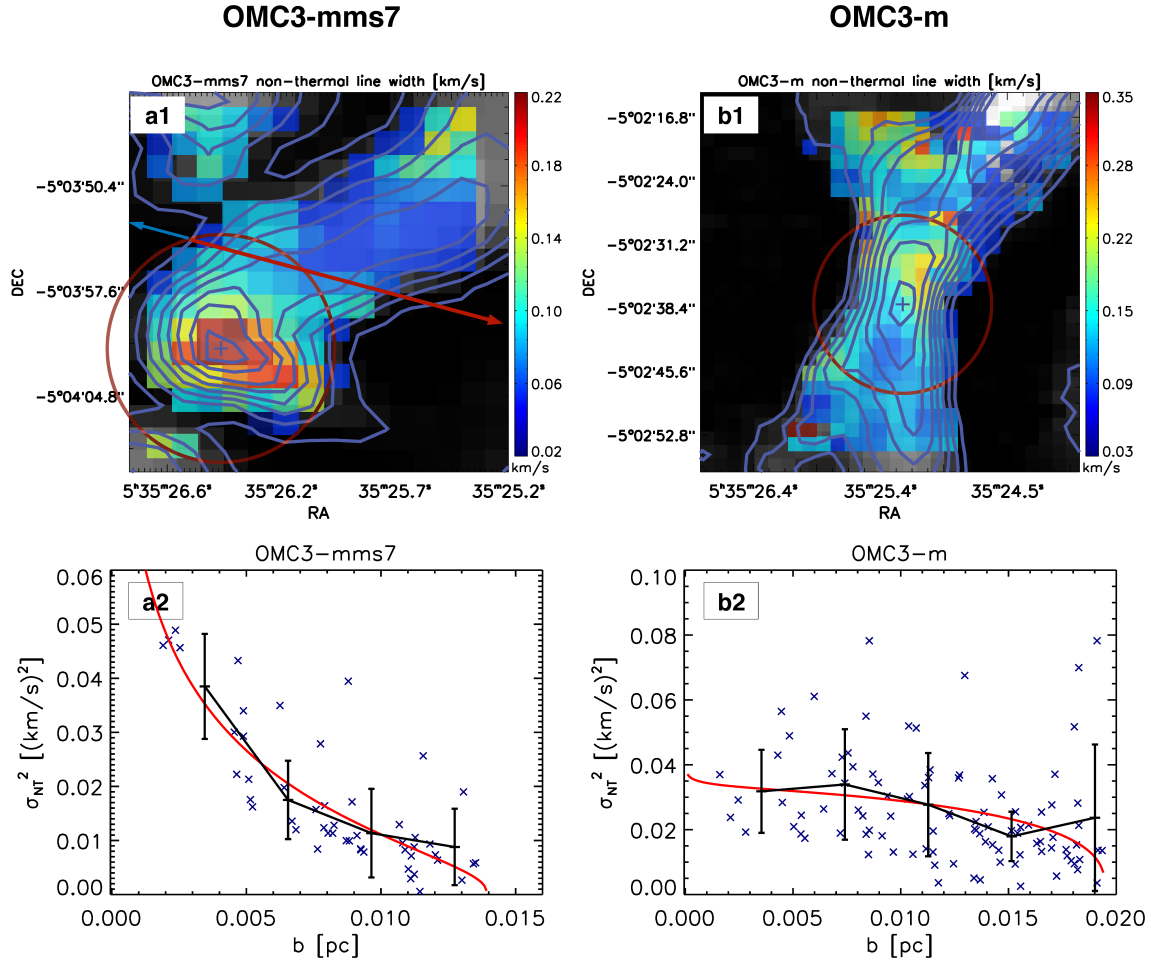 OMC3-mms7
OMC3-m
OMC3-mms7 non-thermal line width [km/s]
OMC3-m non-thermal line width [km/s]
a1
0.22
0.18
0.14
0.10
0.06
0.02
km/s
-5°03'50.4"
-5°03'57.6"
-5°04'04.8"
DEC
5ʰ35ᵐ26.6ˢ
35ᵐ26.2ˢ
35ᵐ25.7ˢ
35ᵐ25.2ˢ
RA
b1
0.35
0.28
0.22
0.15
0.09
0.03
km/s
-5°02'16.8"
-5°02'24.0"
-5°02'31.2"
-5°02'38.4"
-5°02'45.6"
-5°02'52.8"
DEC
5ʰ35ᵐ26.4ˢ
35ᵐ25.4ˢ
35ᵐ24.5ˢ
RA
OMC3-mms7
a2
0.06
0.05
0.04
0.03
0.02
0.01
0.00
σNT² [(km/s)²]
0.000
0.005
0.010
0.015
b [pc]
OMC3-m
b2
0.10
0.08
0.06
0.04
0.02
0.00
σNT² [(km/s)²]
0.000
0.005
0.010
0.015
0.020
b [pc]